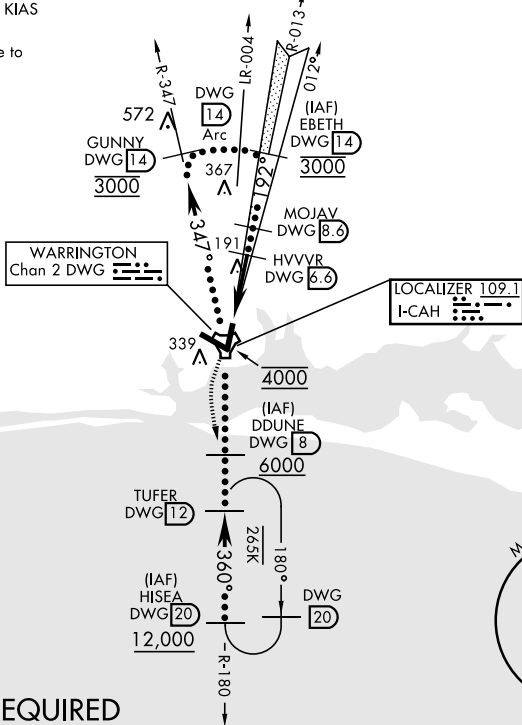 KIAS
e to
R-347
DWG
14
Arc
LR-004
R-013
012°
572
(IAF)
EBETH
DWG 14
3000
GUNNY
DWG 14
3000
367
192°
MOJAV
DWG 8.6
347°
191
HVVVR
DWG 6.6
WARRINGTON
Chan 2 DWG
LOCALIZER 109.1
I-CAH
339
4000
(IAF)
DDUNE
DWG 8
6000
TUFER
DWG 12
265K
360°
180°
(IAF)
HISEA
DWG 20
12,000
DWG
20
R-180
M
EQUIRED